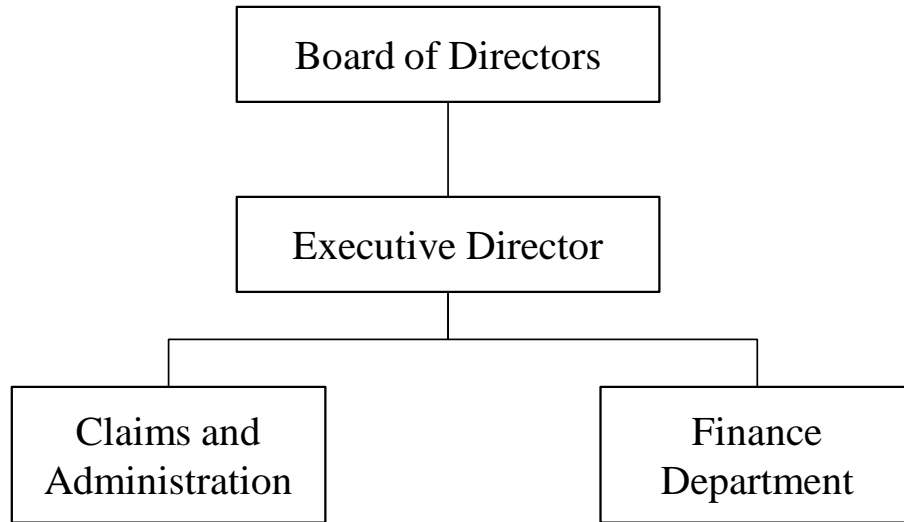 Board of Directors
Executive Director
Claims and
Administration
Finance
Department